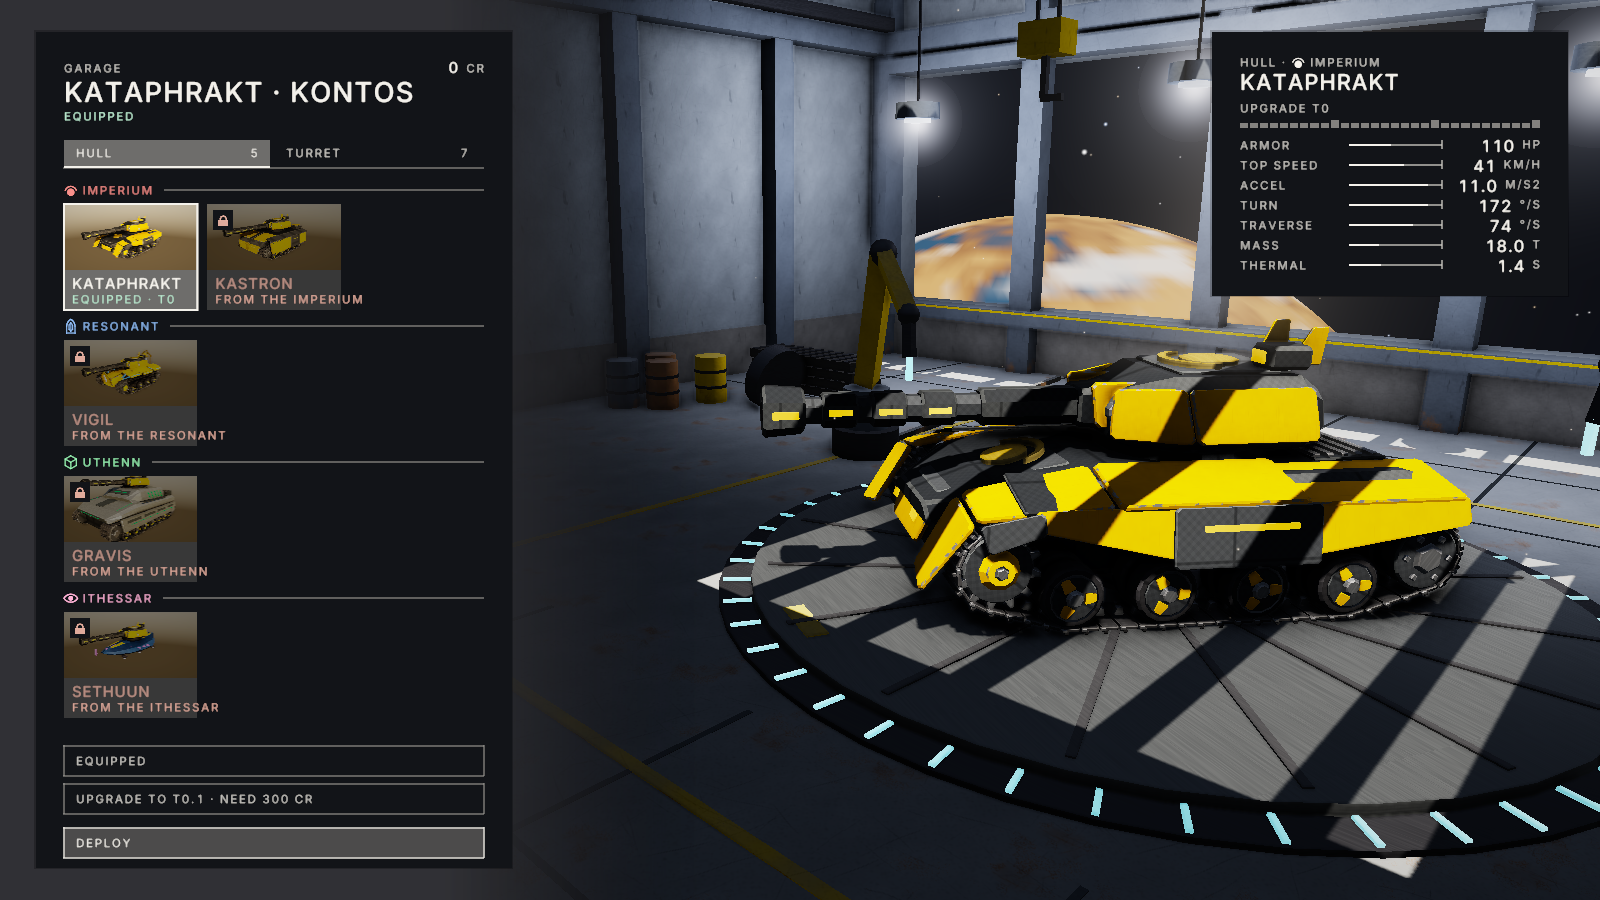 GARAGE
0 CR
KATAPHRAKT · KONTOS
EQUIPPED
HULL 5
TURRET 7
IMPERIUM
KATAPHRAKT
EQUIPPED · T0
KASTRON
FROM THE IMPERIUM
RESONANT
VIGIL
FROM THE RESONANT
UTHENN
GRAVIS
FROM THE UTHENN
ITHESSAR
SETHUUN
FROM THE ITHESSAR
EQUIPPED
UPGRADE TO T0.1 · NEED 300 CR
DEPLOY
HULL · IMPERIUM
KATAPHRAKT
UPGRADE T0
ARMOR 110 HP
TOP SPEED 41 KM/H
ACCEL 11.0 M/S2
TURN 172 °/S
TRAVERSE 74 °/S
MASS 18.0 T
THERMAL 1.4 S